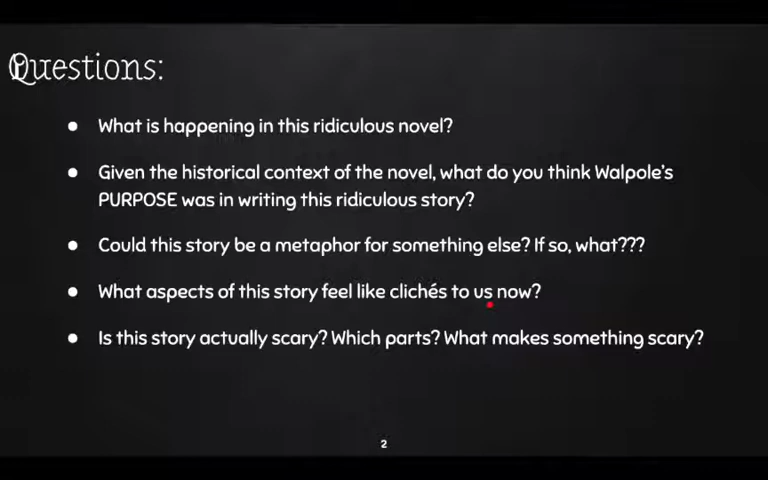 Questions:
● What is happening in this ridiculous novel?
● Given the historical context of the novel, what do you think Walpole's
PURPOSE was in writing this ridiculous story?
● Could this story be a metaphor for something else? If so, what???
● What aspects of this story feel like clichés to us now?
● Is this story actually scary? Which parts? What makes something scary?
2